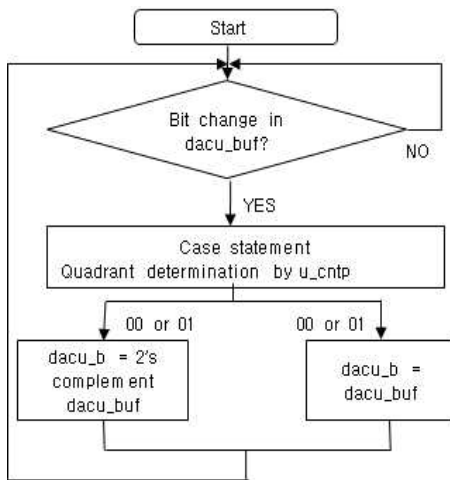 Start
Bit change in
dacu_buf?
NO
YES
Case statement
Quadrant determination by u_cntp
00 or 01
00 or 01
dacu_b = 2's
complement
dacu_buf
dacu_b =
dacu_buf